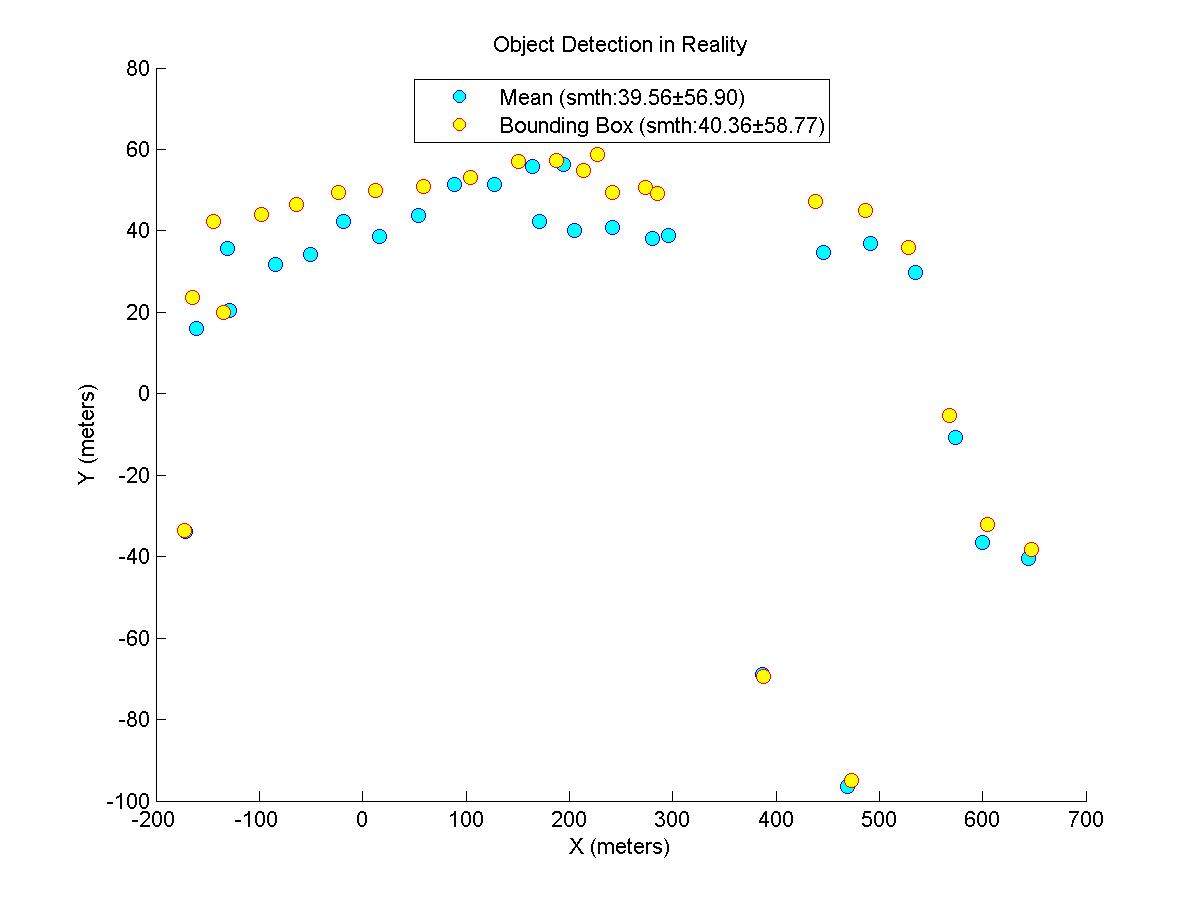 Object Detection in Reality
Mean (smth:39.56±56.90)
Bounding Box (smth:40.36±58.77)
80
60
40
20
0
-20
-40
-60
-80
-100
Y (meters)
-200 -100 0 100 200 300 400 500 600 700
X (meters)